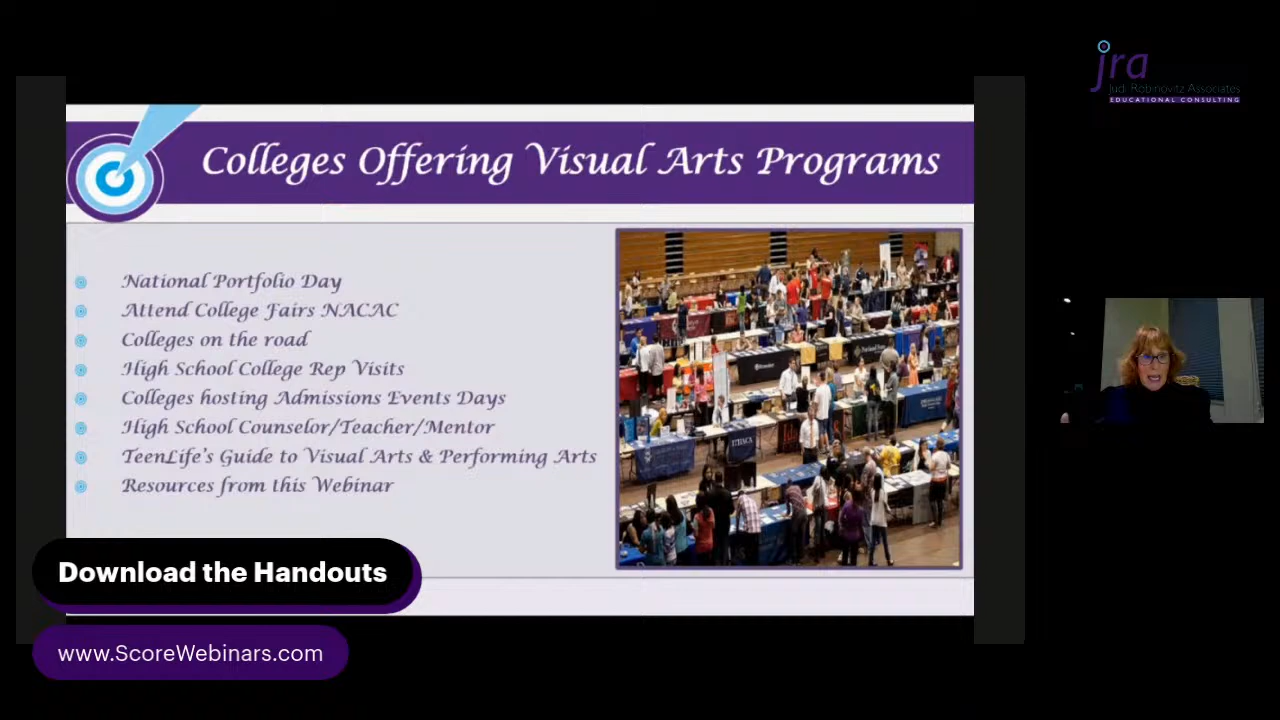 jra
Judi Robinovitz Associates
EDUCATIONAL CONSULTING
Colleges Offering Visual Arts Programs
National Portfolio Day
Attend College Fairs NACAC
Colleges on the road
High School College Rep Visits
Colleges hosting Admissions Events Days
High School Counselor/Teacher/Mentor
TeenLife's Guide to Visual Arts & Performing Arts
Resources from this Webinar
ITHACA
Download the Handouts
www.ScoreWebinars.com